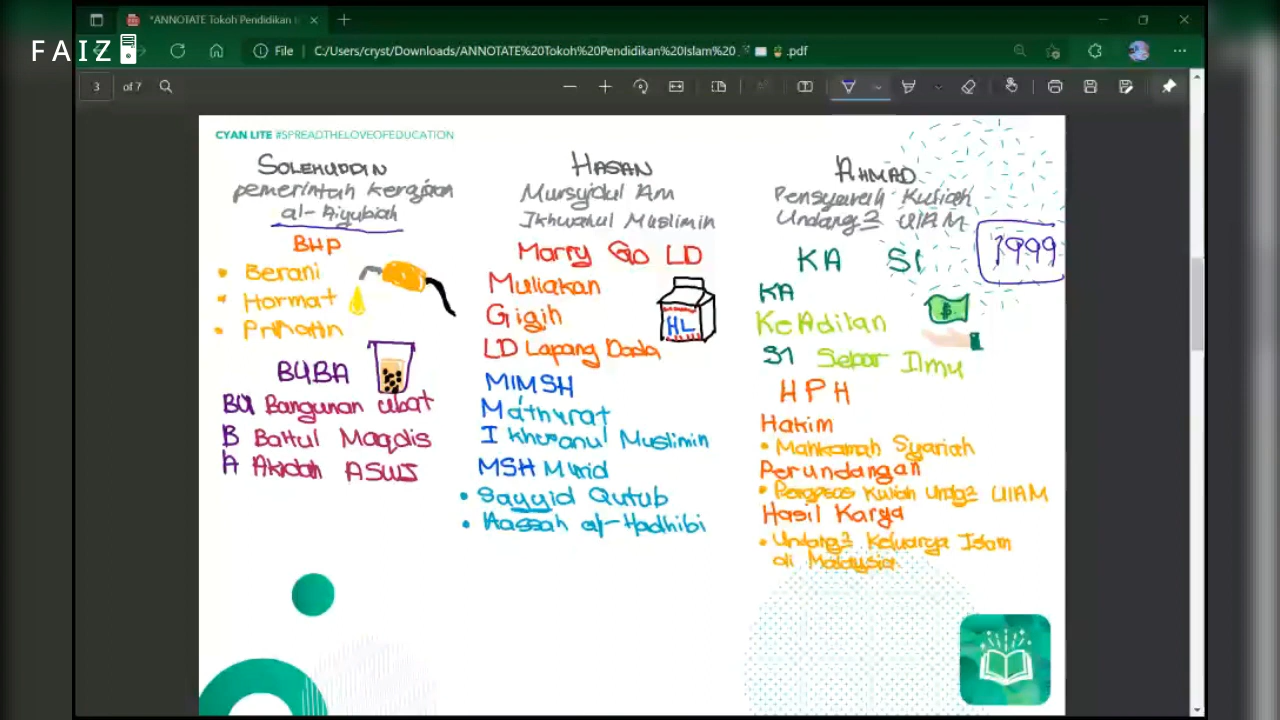 *ANNOTATE Tokoh Pendidikan I
FAIZ
File
C:/Users/cryst/Downloads/ANNOTATE%20Tokoh%20Pendidikan%20Islam%20_ .pdf
3 of 7
CYAN LITE #SPREADTHELOVEOFEDUCATION
SOLEHUDDIN
pemerintah kerajaan
al-Aiyubiah
BHP
• Berani
• Hormat
• Prihatin
BUBA
BU Bangunan ubat
B Baitul Maqdis
A Akidah ASWJ
HASAN
Mursyidul Am
Ikhwanul Muslimin
Marry Go LD
Muliakan
Gigih
LD Lapang Dada
HL
MIMSH
Mathurat
I khwanul Muslimin
MSH Murid
• Sayyid Qutub
• Hassan al-Hadhibi
AHMAD
Pensyarah Kuliah
Undang2 UIAM
1999
KA SI
KA
KeAdilan
$
SI Sebar Ilmu
HPH
Hakim
• Mahkamah Syariah
Perundangan
• Pengasas Kuliah Undg2 UIAM
Hasil Karya
• Undang2 Keluarga Islam
di Malaysia